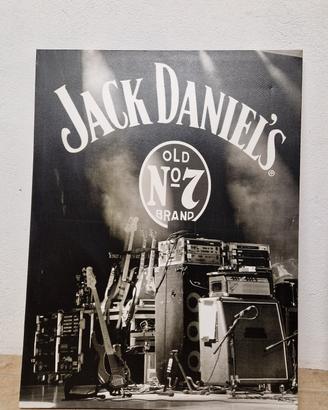 JACK DANIEL'S
®
OLD
Nº7
BRAND